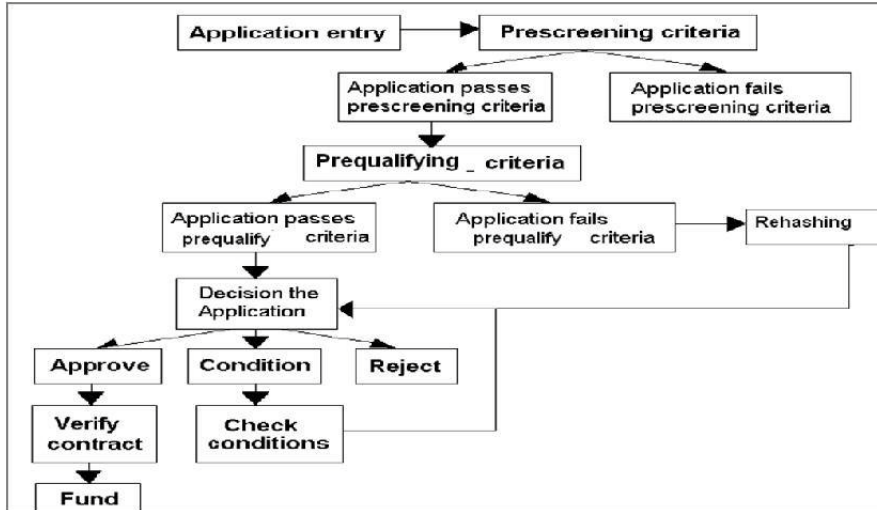 Application entry
Prescreening criteria
Application passes
prescreening criteria
Application fails
prescreening criteria
Prequalifying _ criteria
Application passes
prequalify criteria
Application fails
prequalify criteria
Rehashing
Decision the
Application
Approve
Condition
Reject
Verify
contract
Check
conditions
Fund